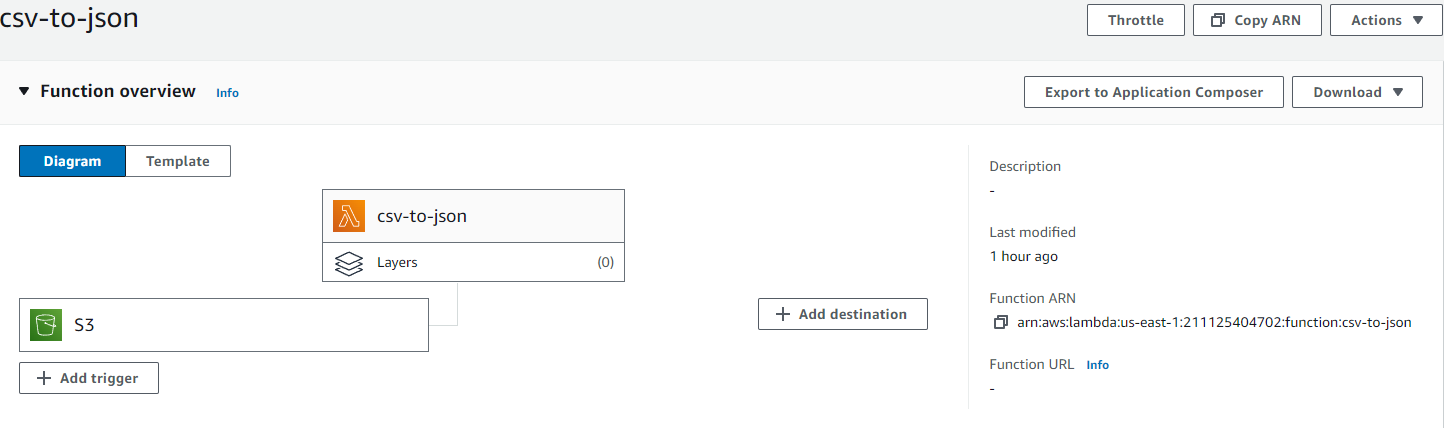 csv-to-json
Throttle
Copy ARN
Actions
Function overview
Info
Export to Application Composer
Download
Diagram
Template
csv-to-json
Layers
(0)
S3
Add trigger
Add destination
Description
-
Last modified
1 hour ago
Function ARN
arn:aws:lambda:us-east-1:211125404702:function:csv-to-json
Function URL
Info
-